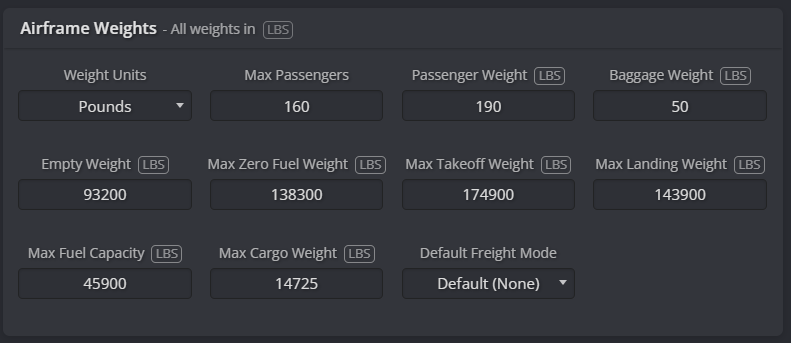 Airframe Weights - All weights in LBS
Weight Units Max Passengers Passenger Weight LBS Baggage Weight LBS
Pounds 160 190 50
Empty Weight LBS Max Zero Fuel Weight LBS Max Takeoff Weight LBS Max Landing Weight LBS
93200 138300 174900 143900
Max Fuel Capacity LBS Max Cargo Weight LBS Default Freight Mode
45900 14725 Default (None)